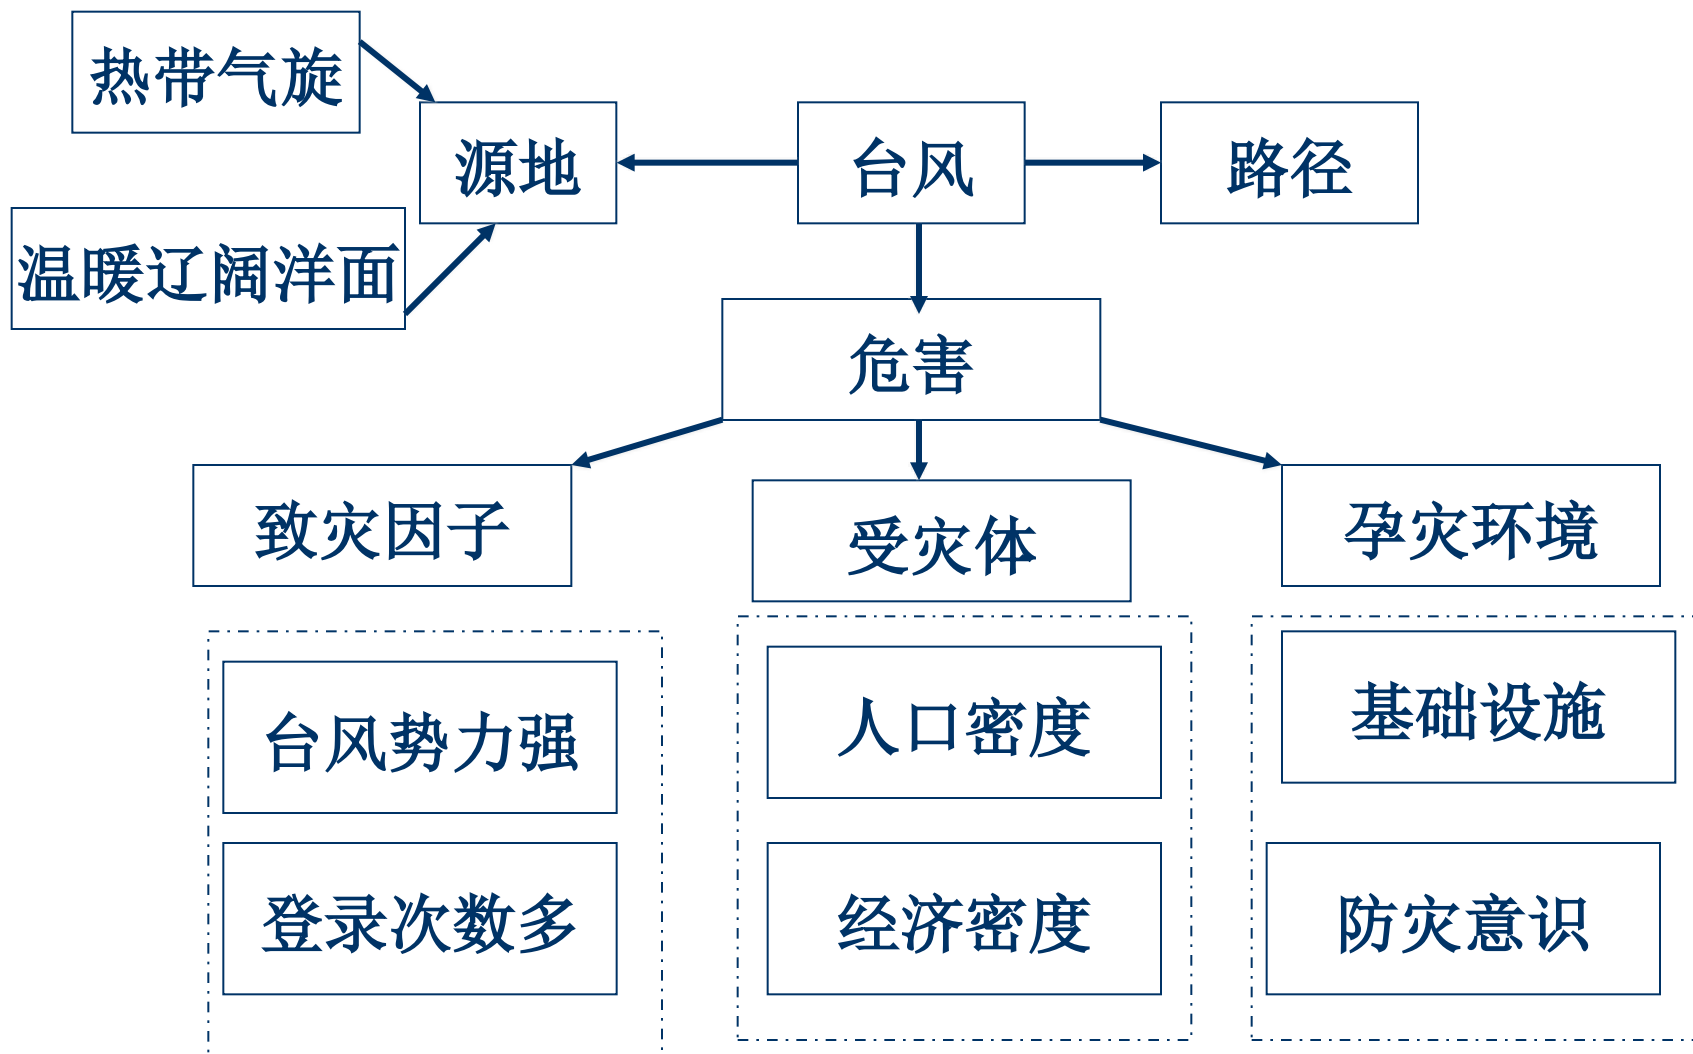 热带气旋
源地
台风
路径
温暖辽阔洋面
危害
致灾因子
受灾体
孕灾环境
台风势力强
人口密度
基础设施
登录次数多
经济密度
防灾意识